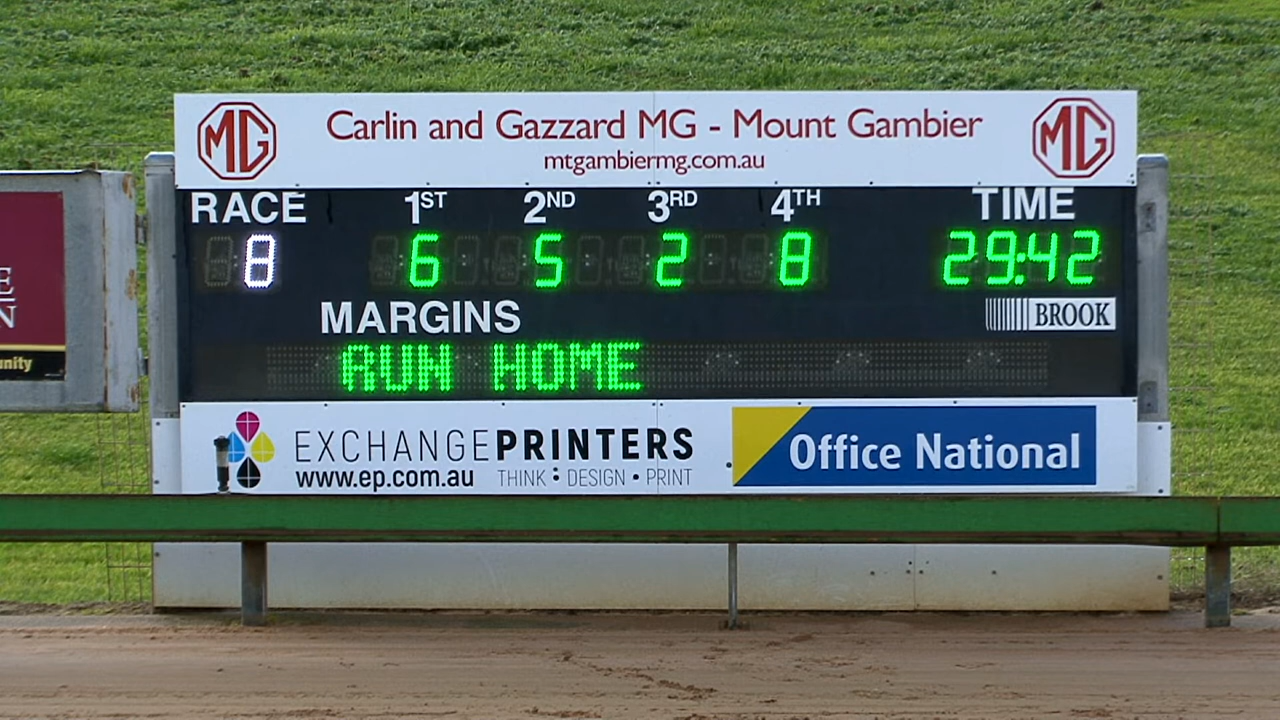 MG Carlin and Gazzard MG - Mount Gambier MG
mtgambiermg.com.au
RACE 1ST 2ND 3RD 4TH TIME
8 6 5 2 8 29:42
MARGINS BROOK
RUN HOME
EXCHANGEPRINTERS
www.ep.com.au THINK : DESIGN • PRINT
Office National
E
N
unity